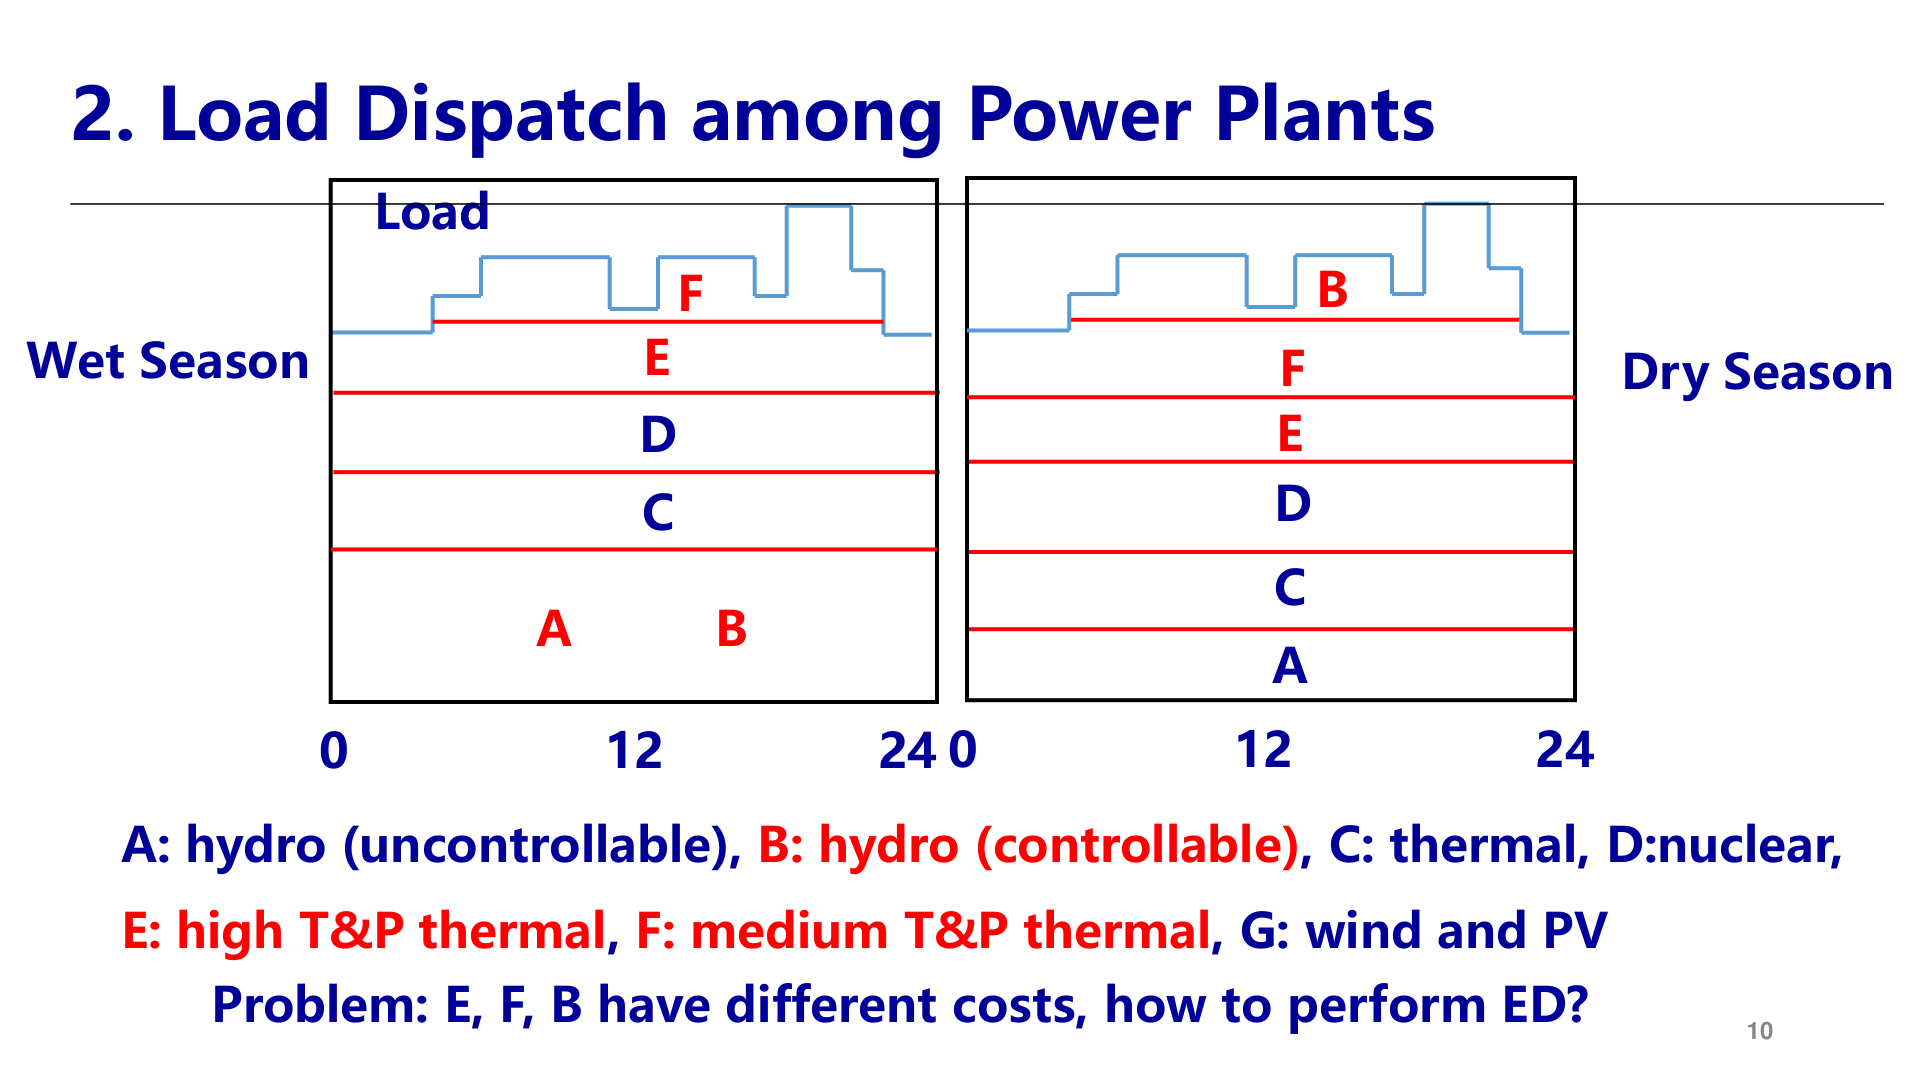 2. Load Dispatch among Power Plants
Load
F
E
D
C
A B
Wet Season
B
F
E
D
C
A
Dry Season
0 12 24 0 12 24
A: hydro (uncontrollable), B: hydro (controllable), C: thermal, D:nuclear,
E: high T&P thermal, F: medium T&P thermal, G: wind and PV
Problem: E, F, B have different costs, how to perform ED?
10